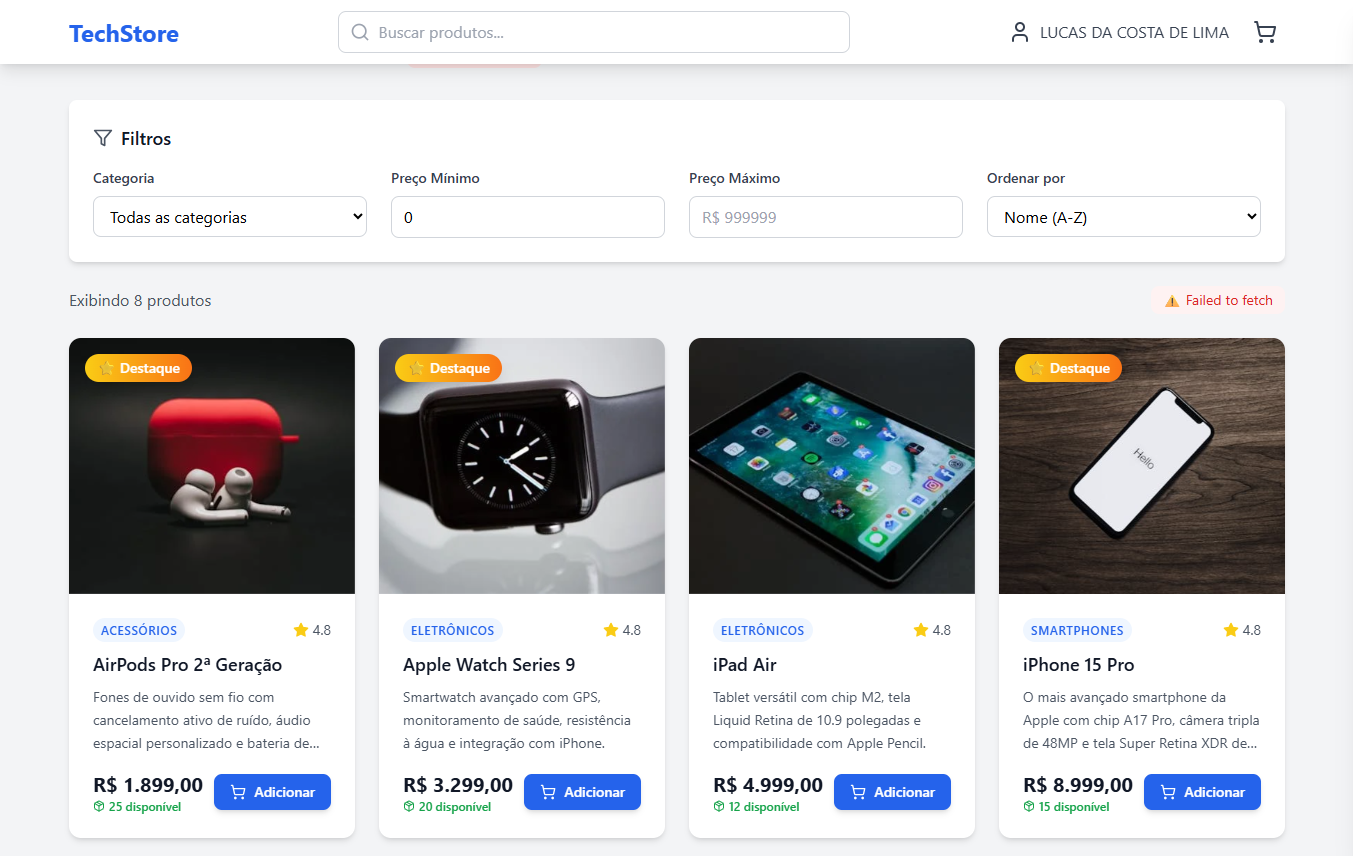 TechStore
Buscar produtos...
LUCAS DA COSTA DE LIMA
Filtros
Categoria
Preço Mínimo
Preço Máximo
Ordenar por
Todas as categorias
0
R$ 999999
Nome (A-Z)
Exibindo 8 produtos
⚠️ Failed to fetch
⭐ Destaque
ACESSÓRIOS
4.8
AirPods Pro 2ª Geração
Fones de ouvido sem fio com
cancelamento ativo de ruído, áudio
espacial personalizado e bateria de...
R$ 1.899,00
25 disponível
Adicionar
⭐ Destaque
ELETRÔNICOS
4.8
Apple Watch Series 9
Smartwatch avançado com GPS,
monitoramento de saúde, resistência
à água e integração com iPhone.
R$ 3.299,00
20 disponível
Adicionar
ELETRÔNICOS
4.8
iPad Air
Tablet versátil com chip M2, tela
Liquid Retina de 10.9 polegadas e
compatibilidade com Apple Pencil.
R$ 4.999,00
12 disponível
Adicionar
⭐ Destaque
Hello
SMARTPHONES
4.8
iPhone 15 Pro
O mais avançado smartphone da
Apple com chip A17 Pro, câmera tripla
de 48MP e tela Super Retina XDR de...
R$ 8.999,00
15 disponível
Adicionar